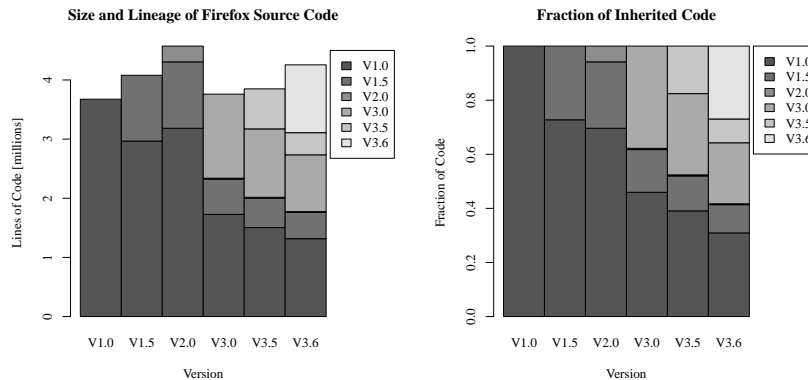 Size and Lineage of Firefox Source Code
Lines of Code [millions]
4
3
2
1
0
V1.0
V1.5
V2.0
V3.0
V3.5
V3.6
V1.0 V1.5 V2.0 V3.0 V3.5 V3.6
Version
Fraction of Inherited Code
Fraction of Code
1.0
0.8
0.6
0.4
0.2
0.0
V1.0
V1.5
V2.0
V3.0
V3.5
V3.6
V1.0 V1.5 V2.0 V3.0 V3.5 V3.6
Version